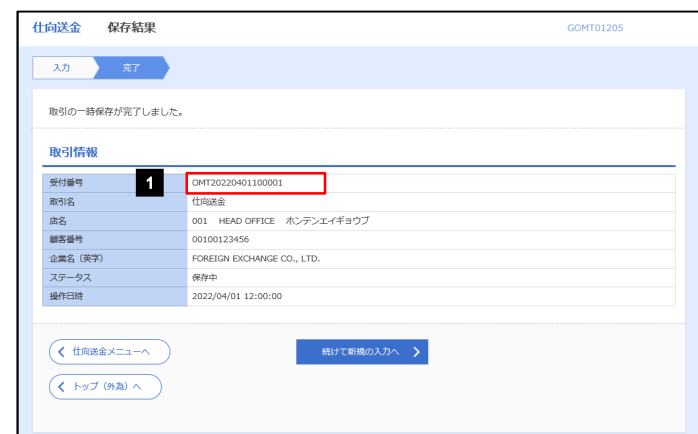 仕向送金 保存結果 GOMT01205
入力 完了
取引の一時保存が完了しました。
取引情報
受付番号 1 OMT20220401100001
取引名 仕向送金
店名 001 HEAD OFFICE ホンテンエイギョウブ
顧客番号 00100123456
企業名（英字） FOREIGN EXCHANGE CO., LTD.
ステータス 保存中
操作日時 2022/04/01 12:00:00
仕向送金メニューへ 続けて新規の入力へ
トップ（外為）へ